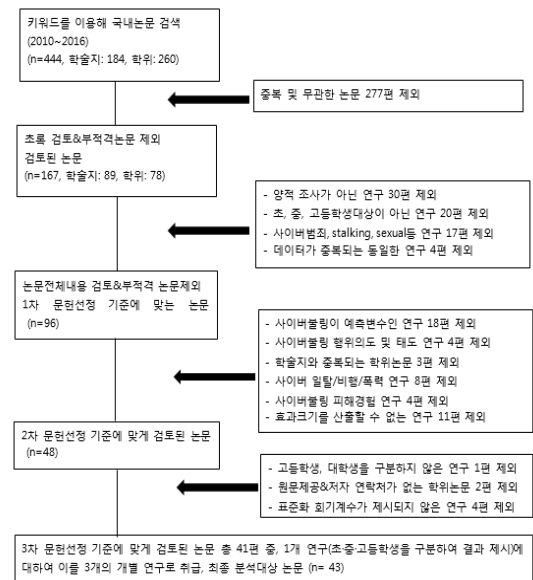 키워드를 이용해 국내논문 검색
(2010~2016)
(n=444, 학술지: 184, 학위: 260)
중복 및 무관한 논문 277편 제외
초록 검토&부적격논문 제외
검토된 논문
(n=167, 학술지: 89, 학위: 78)
- 양적 조사가 아닌 연구 30편 제외
- 초, 중, 고등학생대상이 아닌 연구 20편 제외
- 사이버범죄, stalking, sexual등 연구 17편 제외
- 데이터가 중복되는 동일한 연구 4편 제외
논문전체내용 검토&부적격 논문제외
1차 문헌선정 기준에 맞는 논문
(n=96)
- 사이버불링이 예측변수인 연구 18편 제외
- 사이버불링 행위의도 및 태도 연구 4편 제외
- 학술지와 중복되는 학위논문 3편 제외
- 사이버 일탈/비행/폭력 연구 8편 제외
- 사이버불링 피해경험 연구 4편 제외
- 효과크기를 산출할 수 없는 연구 11편 제외
2차 문헌선정 기준에 맞게 검토된 논문
(n=48)
- 고등학생, 대학생을 구분하지 않은 연구 1편 제외
- 원문제공&저자 연락처가 없는 학위논문 2편 제외
- 표준화 회기계수가 제시되지 않은 연구 4편 제외
3차 문헌선정 기준에 맞게 검토된 논문 총 41편 중, 1개 연구(초·중·고등학생을 구분하여 결과 제시)에
대하여 이를 3개의 개별 연구로 취급, 최종 분석대상 논문 (n= 43)